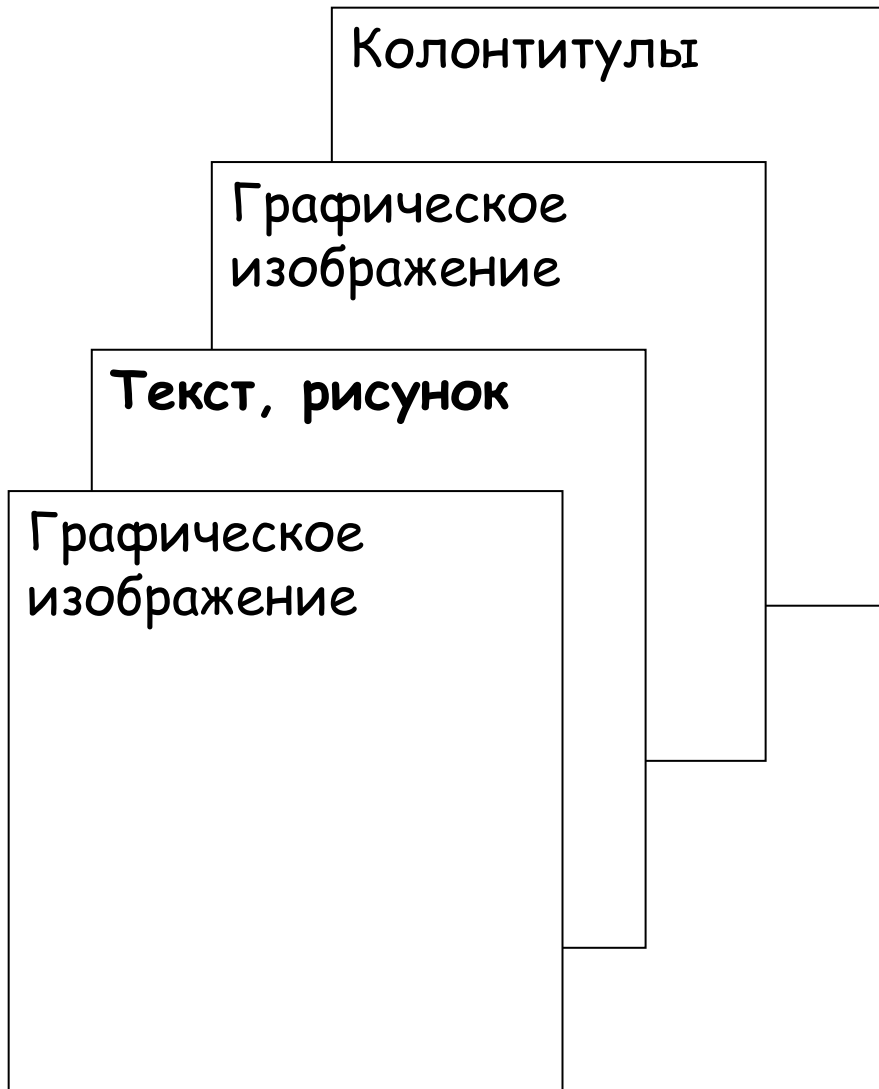 Колонтитулы
Графическое
изображение
Текст, рисунок
Графическое
изображение